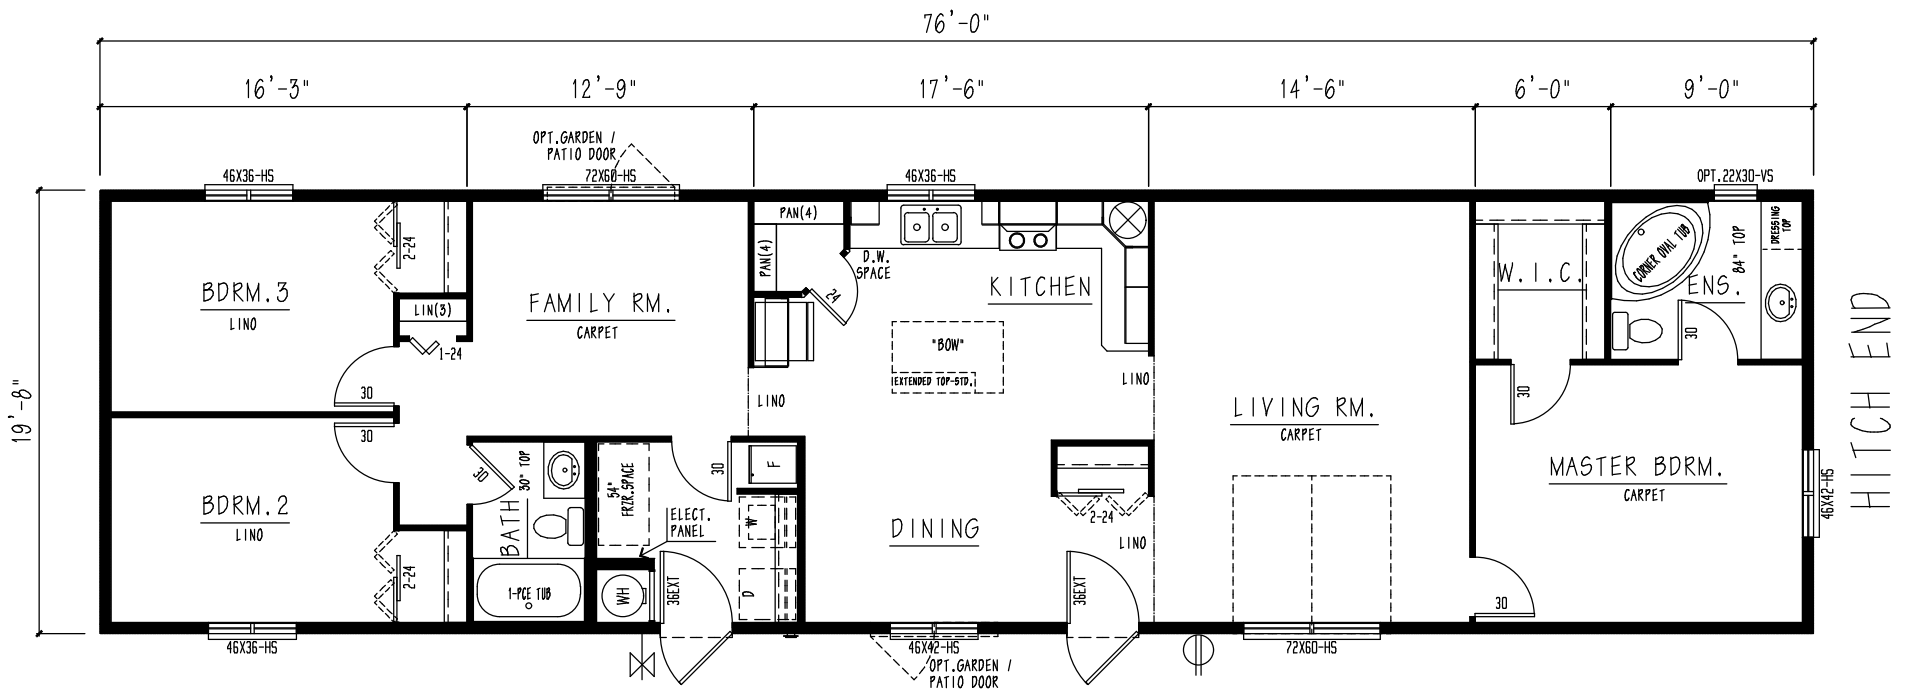 76'-0"
16'-3"
12'-9"
17'-6"
14'-6"
6'-0"
9'-0"
OPT.GARDEN /
PATIO DOOR
46X36-HS
72X60-HS
46X36-HS
OPT.22X30-VS
19'-8"
BDRM.3
LINO
2-24
LIN(3)
1-24
30
30
FAMILY RM.
CARPET
PAN(4)
PAN(4)
24
D.W.
SPACE
KITCHEN
"BOW"
EXTENDED TOP-STD.
LINO
LINO
LIVING RM.
CARPET
W.I.C.
30
CORNER OVAL TUB
84" TOP
DRESSING
TOP
ENS.
30
HITCH END
MASTER BDRM.
CARPET
46X42-HS
30
BDRM.2
LINO
2-24
30
30" TOP
BATH
1-PCE TUB
54"
FRZR.SPACE
ELECT.
PANEL
30
F
W
D
WH
36EXT
DINING
2-24
LINO
36EXT
46X36-HS
46X42-HS
OPT.GARDEN /
PATIO DOOR
72X60-HS